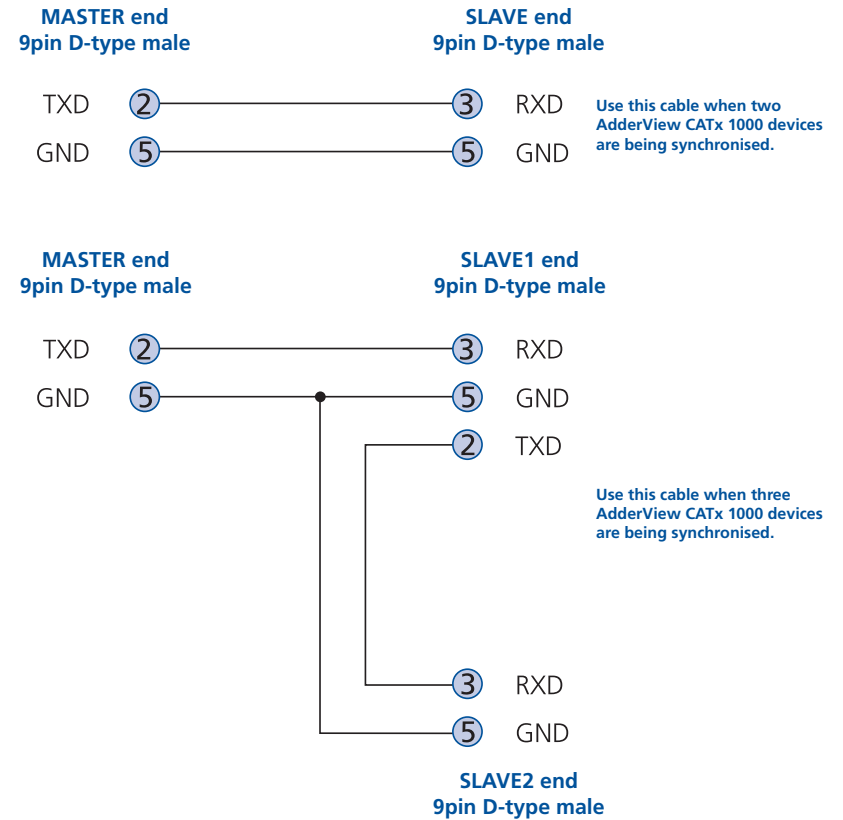 MASTER end
9pin D-type male
SLAVE end
9pin D-type male
TXD 2 3 RXD
GND 5 5 GND
Use this cable when two
AdderView CATx 1000 devices
are being synchronised.
MASTER end
9pin D-type male
SLAVE1 end
9pin D-type male
TXD 2 3 RXD
GND 5 5 GND
2 TXD
Use this cable when three
AdderView CATx 1000 devices
are being synchronised.
3 RXD
5 GND
SLAVE2 end
9pin D-type male